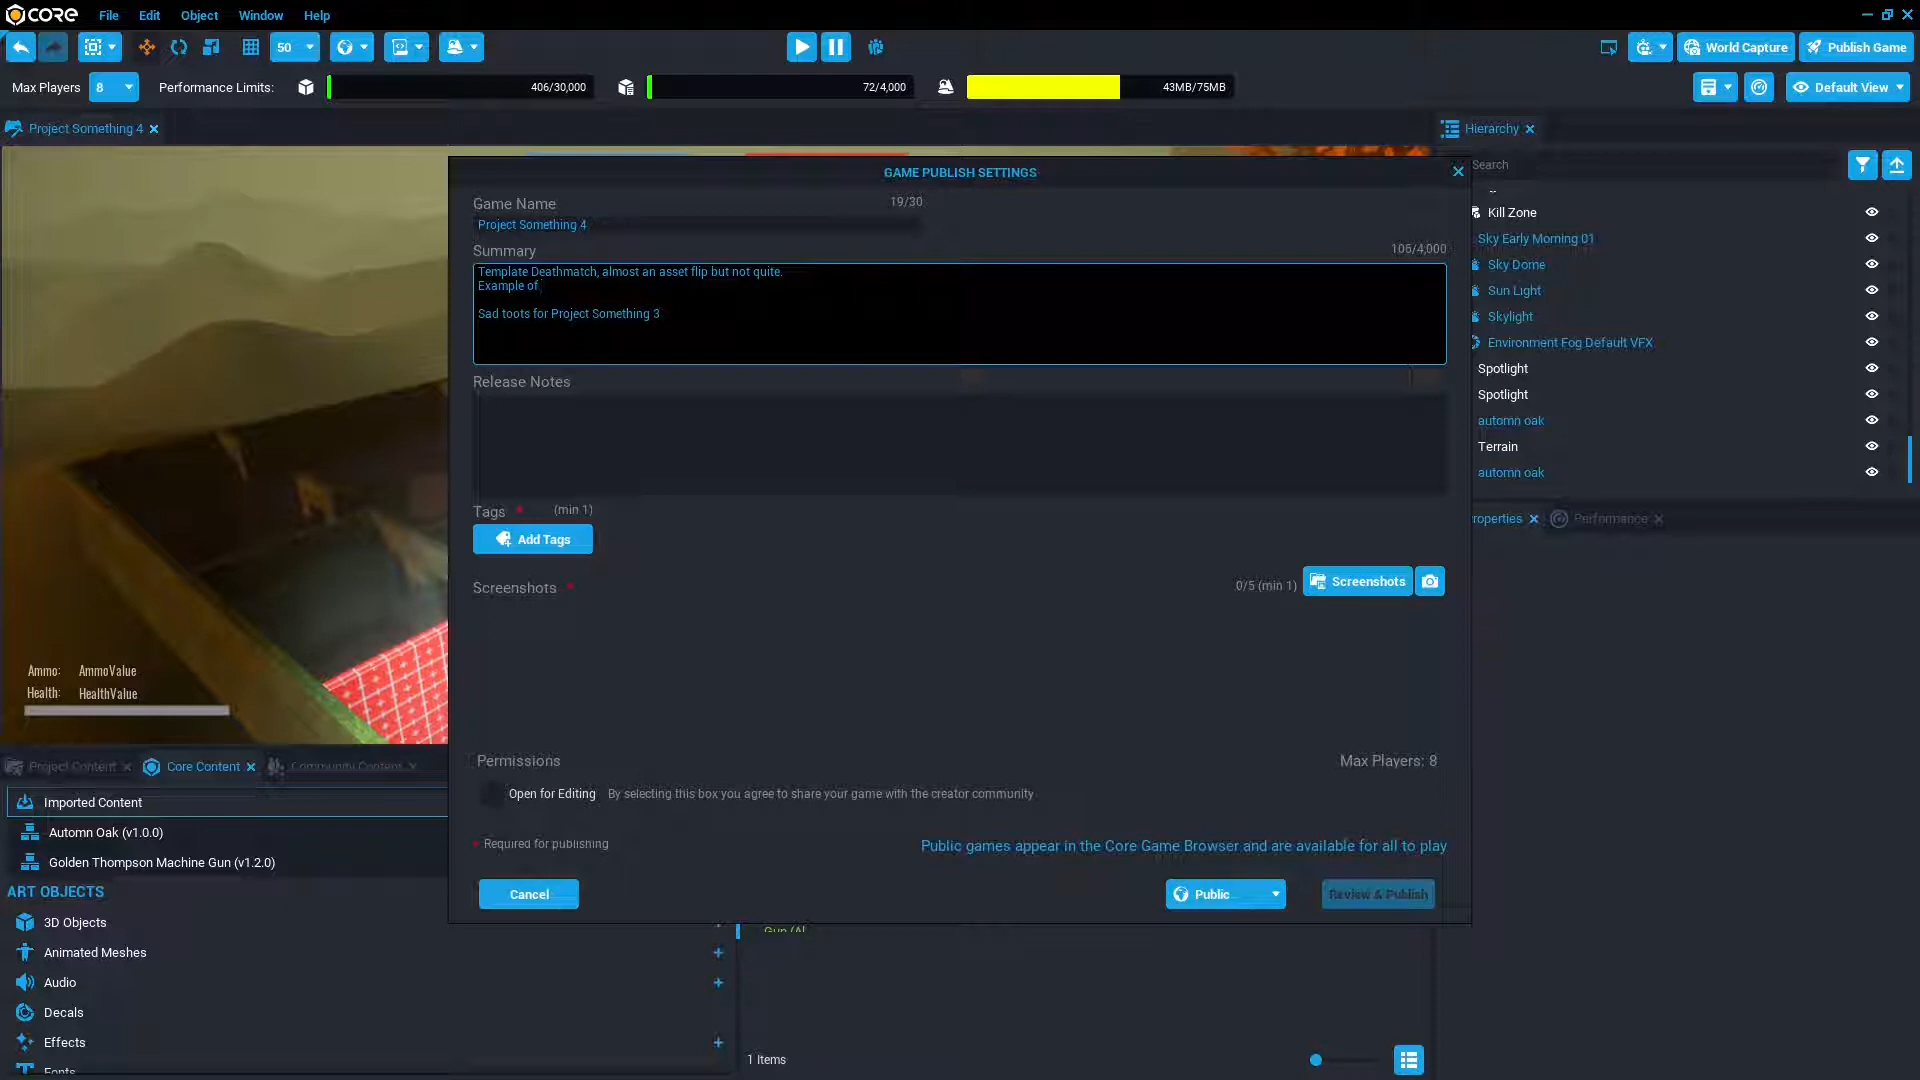 CORE
File
Edit
Object
Window
Help
50
World Capture
Publish Game
Max Players
8
Performance Limits:
406/30,000
72/4,000
43MB/75MB
Default View
Project Something 4
Hierarchy
Search
Kill Zone
Sky Early Morning 01
Sky Dome
Sun Light
Skylight
Environment Fog Default VFX
Spotlight
Spotlight
automn oak
Terrain
automn oak
roperties
Performance
GAME PUBLISH SETTINGS
Game Name
19/30
Project Something 4
Summary
106/4,000
Template Deathmatch, almost an asset flip but not quite.
Example of
Sad toots for Project Something 3
Release Notes
Tags * (min 1)
Add Tags
Screenshots *
0/5 (min 1)
Screenshots
Permissions
Max Players: 8
Open for Editing
By selecting this box you agree to share your game with the creator community
* Required for publishing
Public games appear in the Core Game Browser and are available for all to play
Cancel
Public
Review & Publish
Ammo: AmmoValue
Health: HealthValue
Project Content
Core Content
Community Content
Imported Content
Automn Oak (v1.0.0)
Golden Thompson Machine Gun (v1.2.0)
ART OBJECTS
3D Objects
Animated Meshes
Audio
Decals
Effects
Fonts
Gun (Al
1 Items